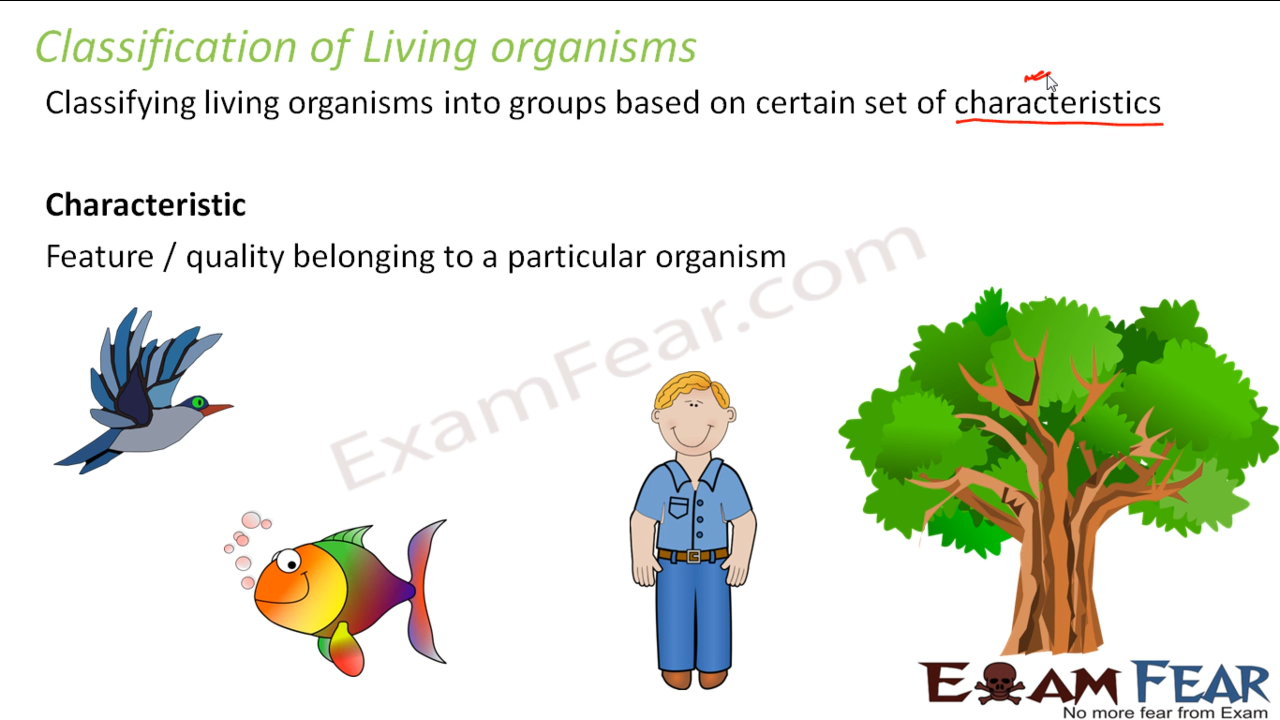 Classification of Living organisms
Classifying living organisms into groups based on certain set of characteristics
Characteristic
Feature / quality belonging to a particular organism
ExamFear.com
EXAM FEAR
No more fear from Exam